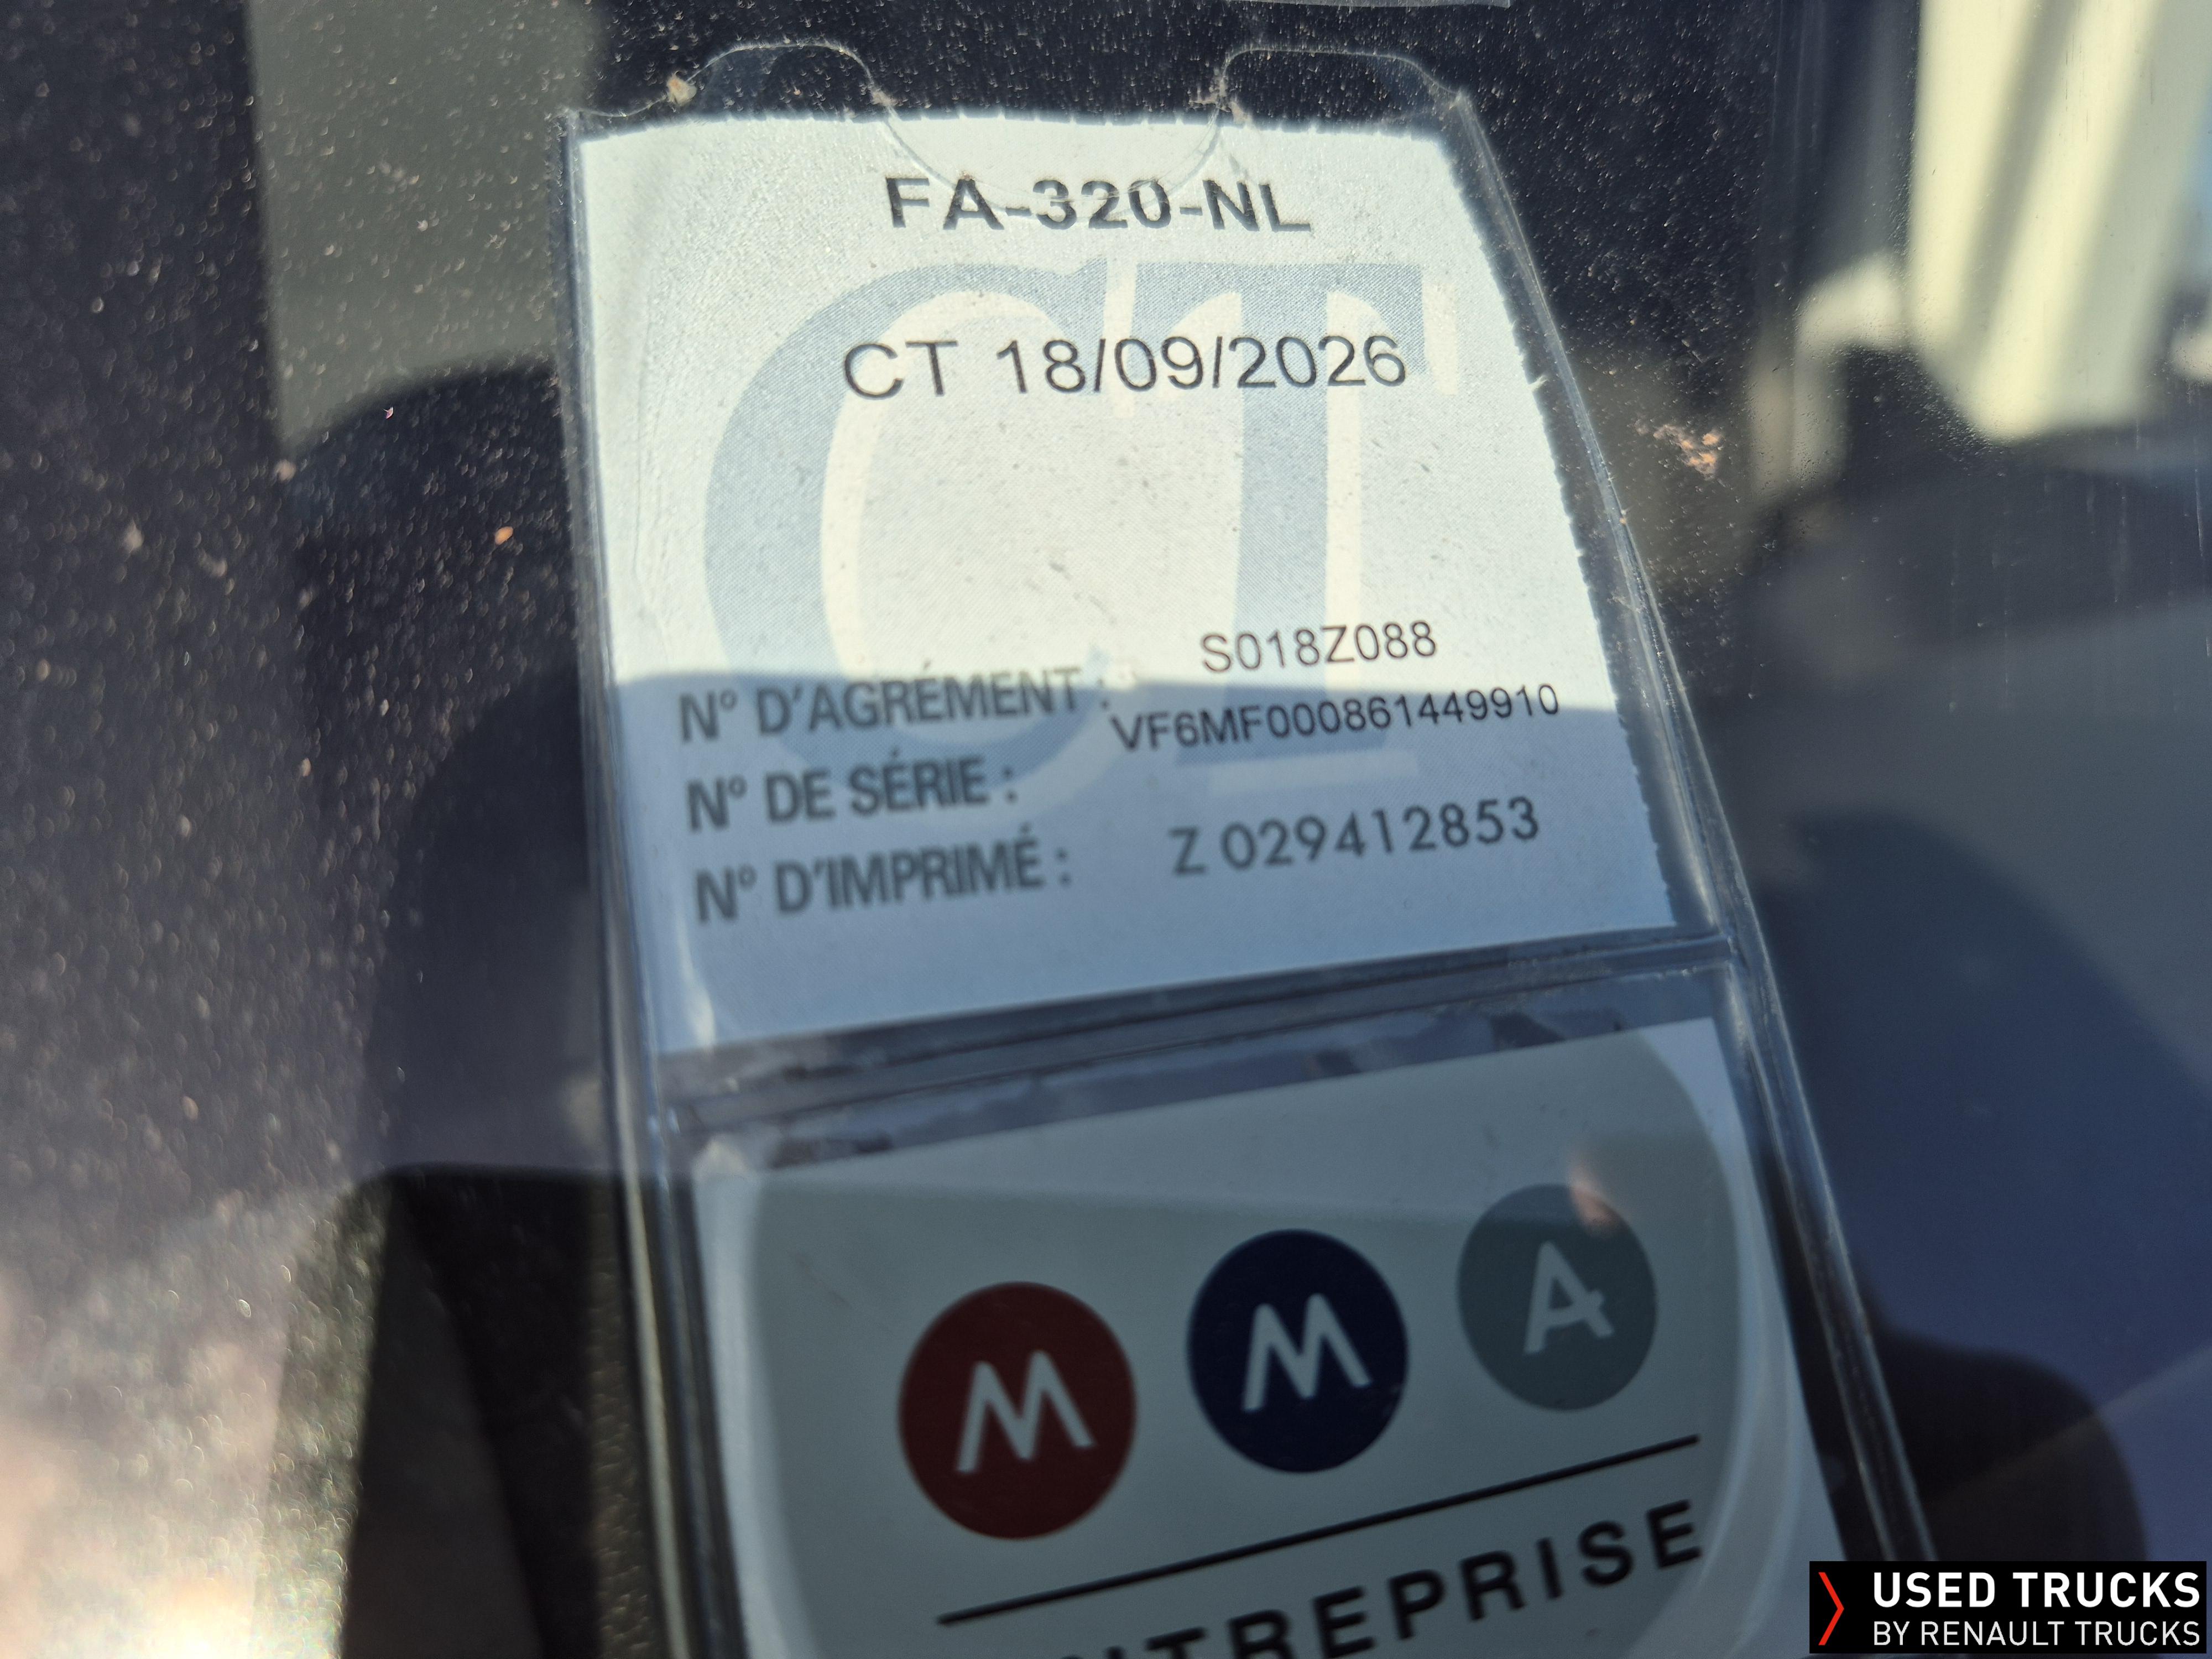 FA-320-NL
CT
CT 18/09/2026
N° D'AGRÉMENT : S018Z088
N° DE SÉRIE : VF6MF000861449910
N° D'IMPRIMÉ : Z 029412853
M M A
USED TRUCKS
BY RENAULT TRUCKS